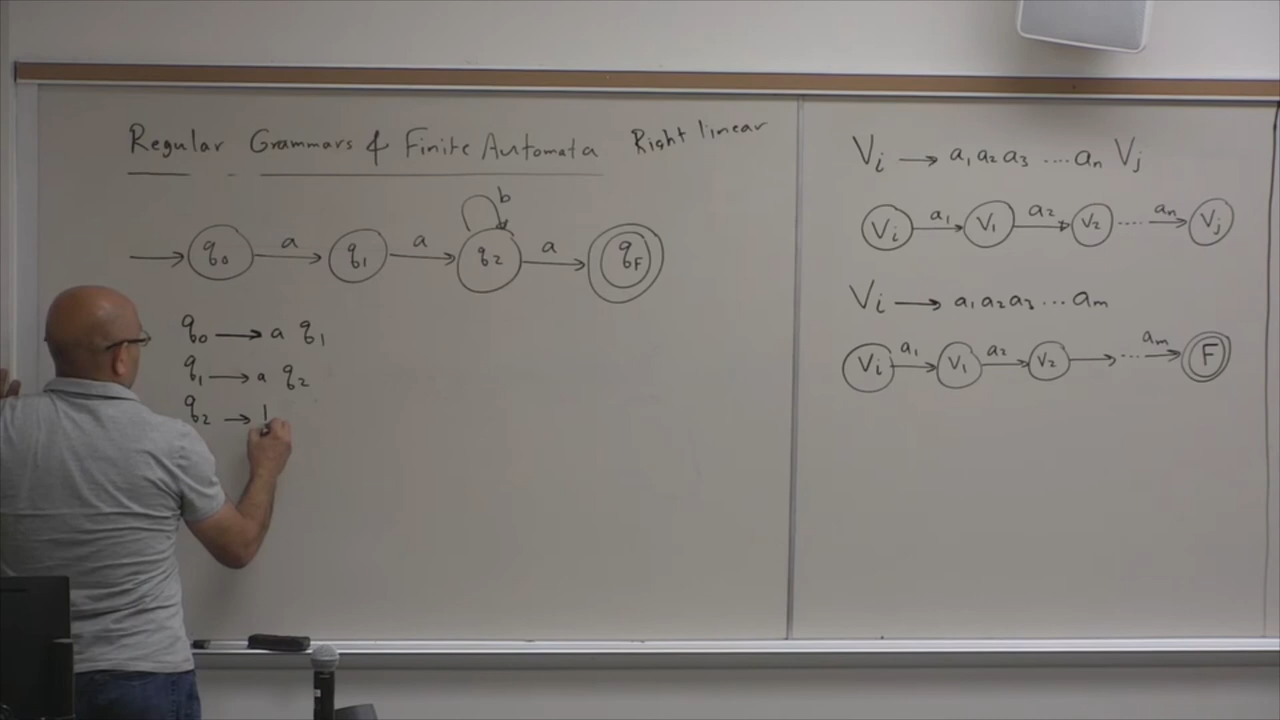 Regular Grammars & Finite Automata Right linear
b
q0 a q1 a q2 a qF
q0 → a q1
q1 → a q2
q2 →
Vi → a1 a2 a3 .... an Vj
Vi a1 V1 a2 V2 .... an Vj
Vi → a1 a2 a3 ... am
Vi a1 V1 a2 V2 ... am F